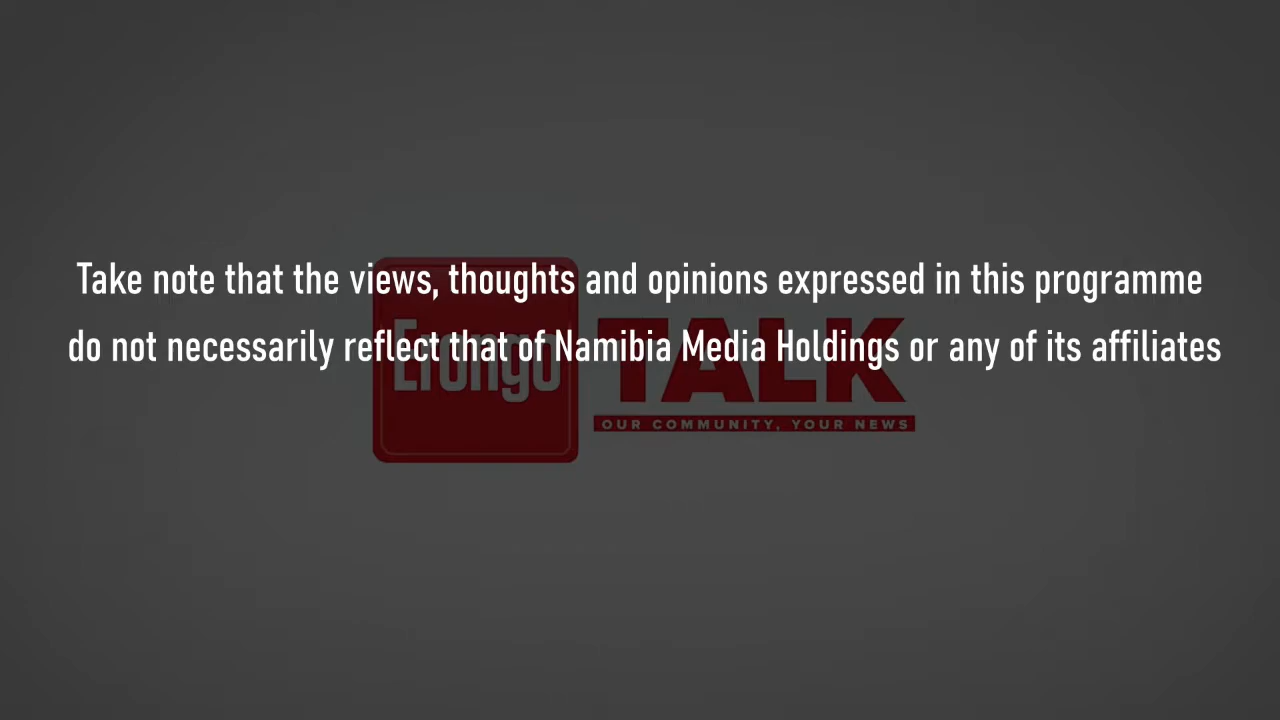 Take note that the views, thoughts and opinions expressed in this programme
do not necessarily reflect that of Namibia Media Holdings or any of its affiliates
Erongo TALK
OUR COMMUNITY, YOUR NEWS